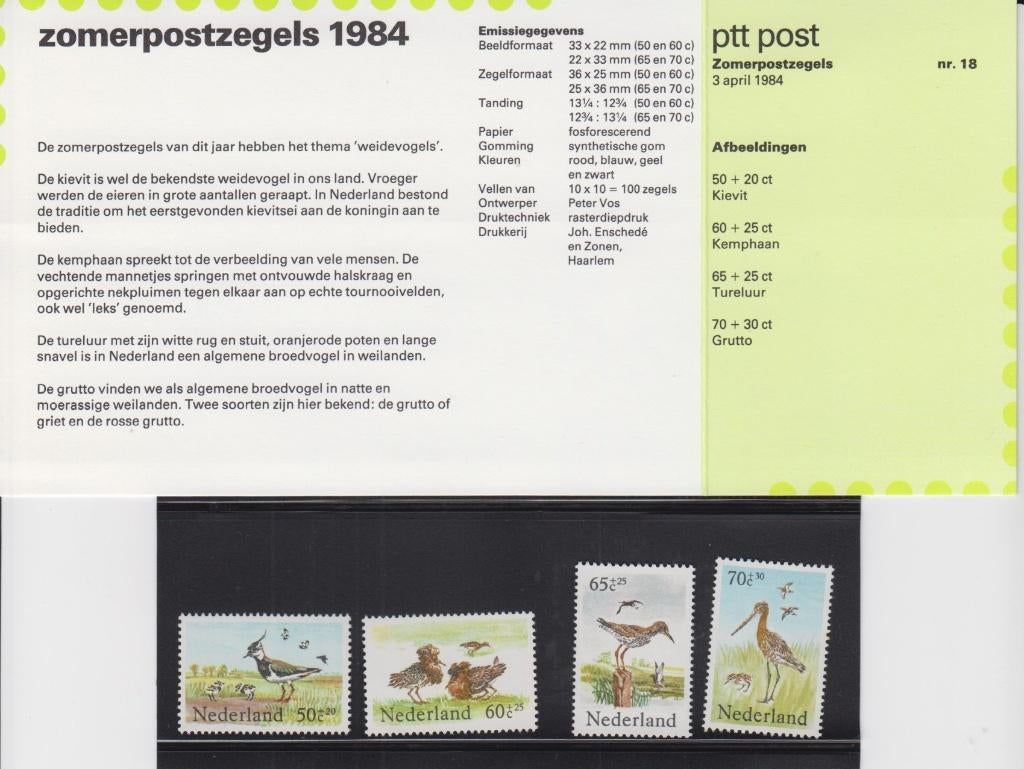 zomerpostzegels 1984
De zomerpostzegels van dit jaar hebben het thema 'weidevogels'.
De kievit is wel de bekendste weidevogel in ons land. Vroeger
werden de eieren in grote aantallen geraapt. In Nederland bestond
de traditie om het eerstgevonden kievitsei aan de koningin aan te
bieden.
De kemphaan spreekt tot de verbeelding van vele mensen. De
vechtende mannetjes springen met ontvouwde halskraag en
opgerichte nekpluimen tegen elkaar aan op echte tournooivelden,
ook wel 'leks' genoemd.
De tureluur met zijn witte rug en stuit, oranjerode poten en lange
snavel is in Nederland een algemene broedvogel in weilanden.
De grutto vinden we als algemene broedvogel in natte en
moerassige weilanden. Twee soorten zijn hier bekend: de grutto of
griet en de rosse grutto.
Emissiegegevens
Beeldformaat 33 x 22 mm (50 en 60 c)
22 x 33 mm (65 en 70 c)
Zegelformaat 36 x 25 mm (50 en 60 c)
25 x 36 mm (65 en 70 c)
Tanding 13¼ : 12¾ (50 en 60 c)
12¾ : 13¼ (65 en 70 c)
Papier fosforescerend
Gomming synthetische gom
Kleuren rood, blauw, geel
en zwart
Vellen van 10 x 10 = 100 zegels
Ontwerper Peter Vos
Druktechniek rasterdiepdruk
Drukkerij Joh. Enschedé
en Zonen,
Haarlem
ptt post
Zomerpostzegels nr. 18
3 april 1984
Afbeeldingen
50 + 20 ct
Kievit
60 + 25 ct
Kemphaan
65 + 25 ct
Tureluur
70 + 30 ct
Grutto
Nederland 50c+20
Nederland 60c+25
65c+25
Nederland
70c+30
Nederland